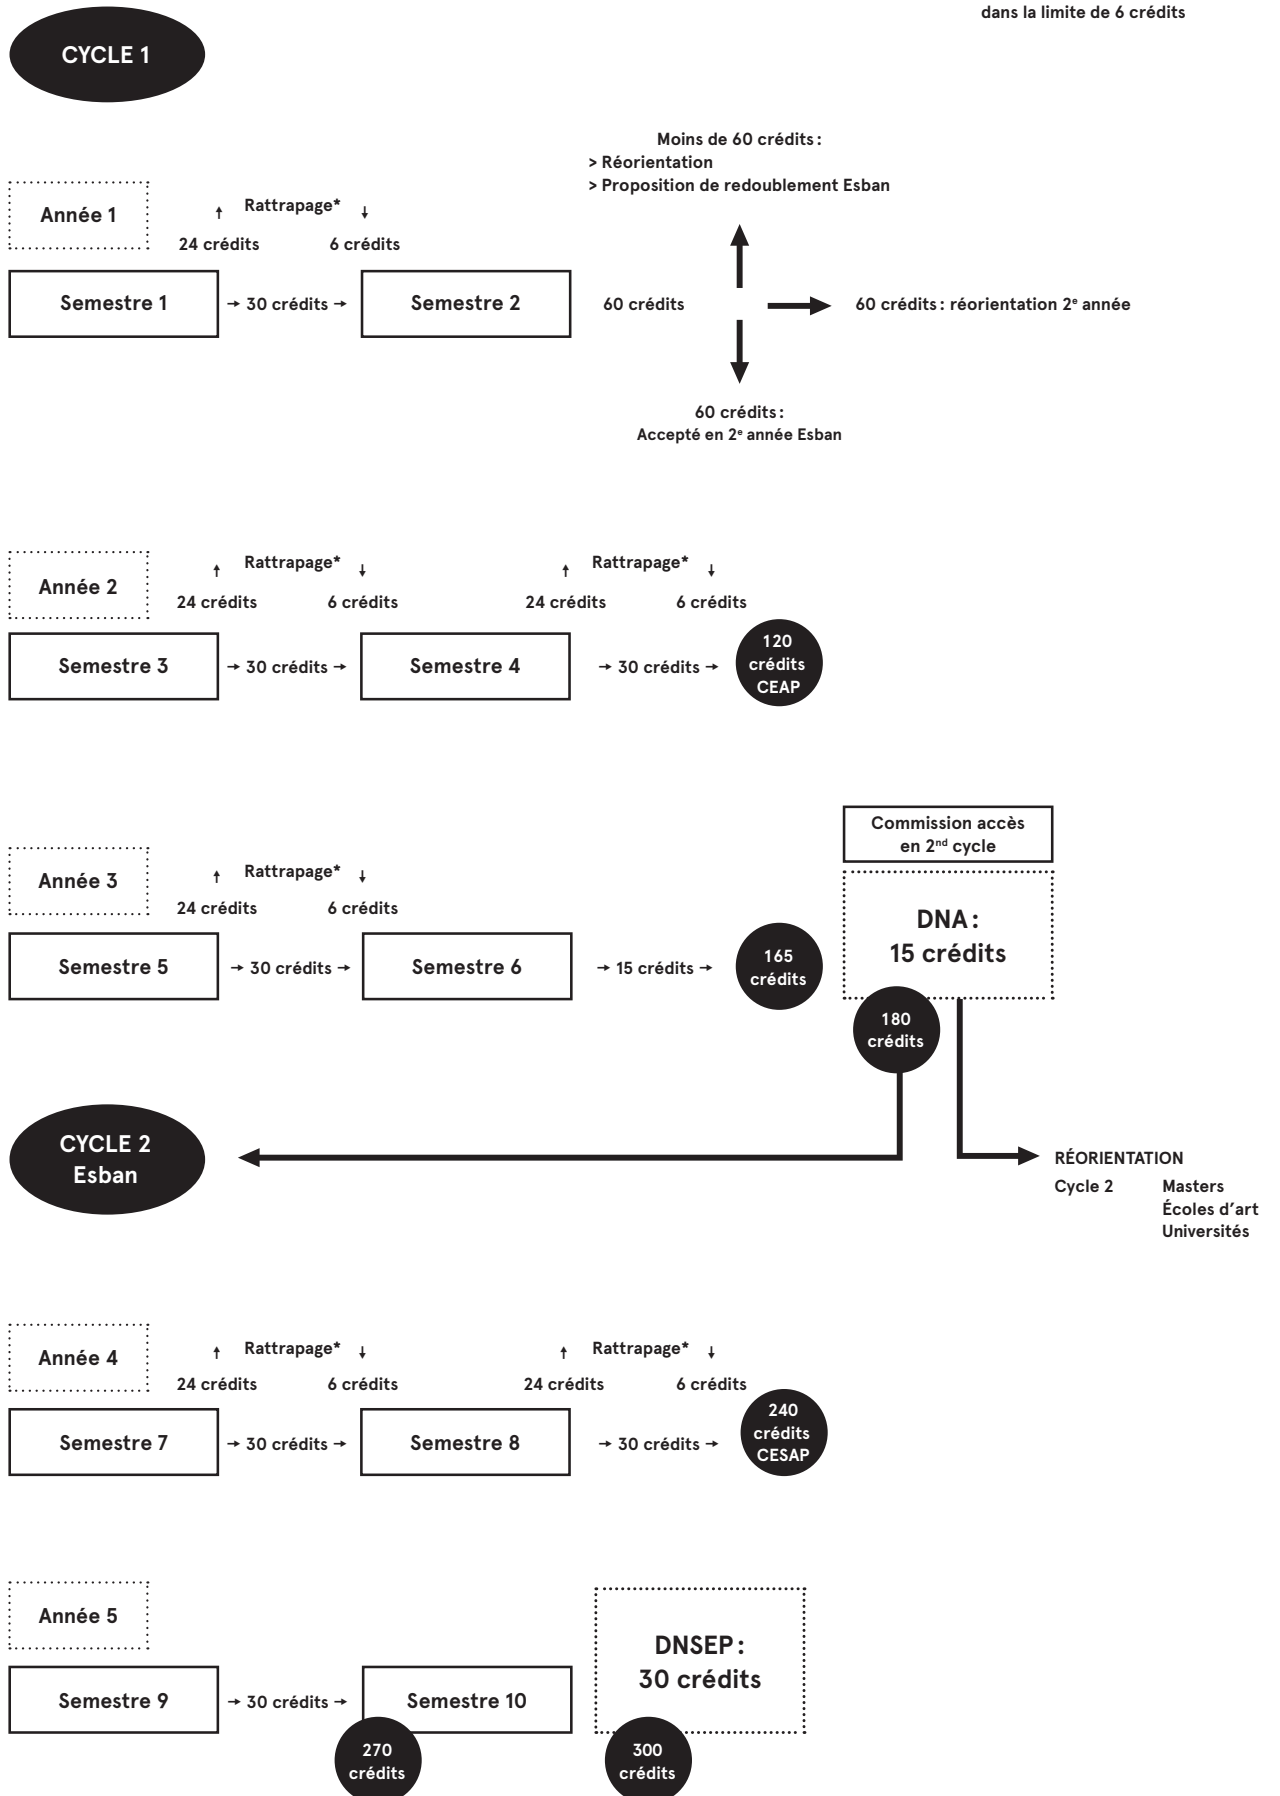 dans la limite de 6 crédits
CYCLE 1
Moins de 60 crédits :
> Réorientation
> Proposition de redoublement Esban
Année 1
↑ Rattrapage* ↓
24 crédits 6 crédits
Semestre 1 → 30 crédits → Semestre 2 60 crédits 60 crédits : réorientation 2e année
60 crédits :
Accepté en 2e année Esban
Année 2
↑ Rattrapage* ↓ ↑ Rattrapage* ↓
24 crédits 6 crédits 24 crédits 6 crédits
Semestre 3 → 30 crédits → Semestre 4 → 30 crédits →
120
crédits
CEAP
Commission accès
en 2nd cycle
Année 3
↑ Rattrapage* ↓
24 crédits 6 crédits
Semestre 5 → 30 crédits → Semestre 6 → 15 crédits →
165
crédits
DNA :
15 crédits
180
crédits
CYCLE 2
Esban
RÉORIENTATION
Cycle 2 Masters
Écoles d’art
Universités
Année 4
↑ Rattrapage* ↓ ↑ Rattrapage* ↓
24 crédits 6 crédits 24 crédits 6 crédits
Semestre 7 → 30 crédits → Semestre 8 → 30 crédits →
240
crédits
CESAP
Année 5
Semestre 9 → 30 crédits → Semestre 10
270
crédits
DNSEP :
30 crédits
300
crédits